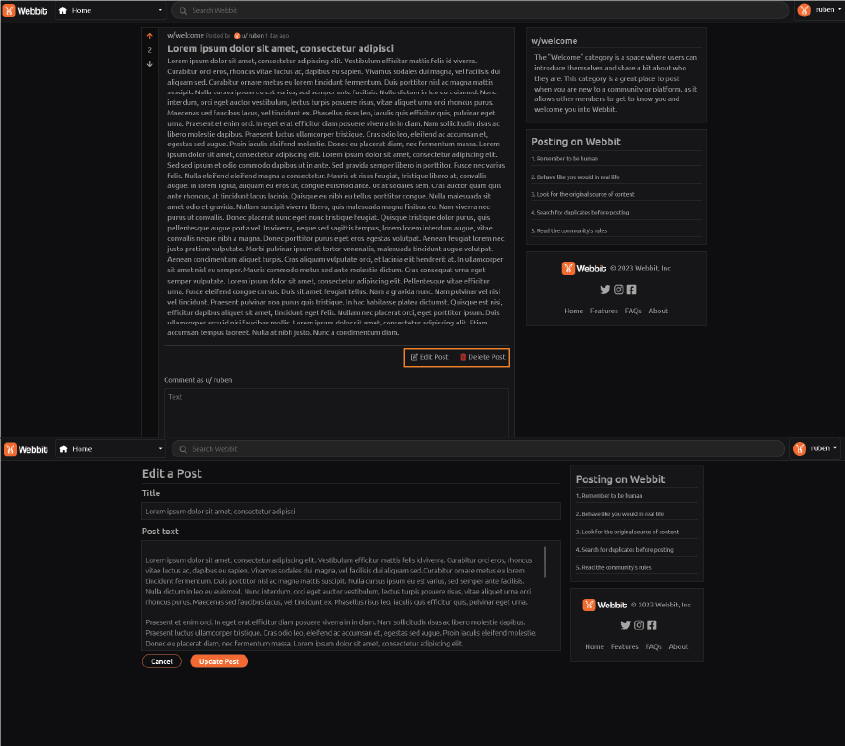 Webbit
Home
Search Webbit
ruben
2
w/welcome Posted by u/ ruben 1 day ago
Lorem ipsum dolor sit amet, consectetur adipisci
Lorem ipsum dolor sit amet, consectetur adipiscing elit. Vestibulum efficitur mattis felis id viverra.
Curabitur orci eros, rhoncus vitae luctus ac, dapibus eu sapien. Vivamus sodales dui magna, vel facilisis dui
aliquam sed. Curabitur ornare metus eu lorem tincidunt fermentum. Duis porttitor nisl ac magna mattis
suscipit. Nulla
interdum, orci eget auctor vestibulum, lectus turpis posuere risus, vitae aliquet urna orci rhoncus purus.
Maecenas sed faucibus lacus, vel tincidunt ex. Phasellus risus leo, iaculis quis efficitur quis, pulvinar eget
urna. Praesent et enim orci. In eget erat efficitur diam posuere viverra in in diam. Nam sollicitudin risus ac
libero molestie dapibus. Praesent luctus ullamcorper tristique. Cras odio leo, eleifend ac accumsan et,
egestas sed augue. Proin iaculis eleifend molestie. Donec eu placerat diam, nec fermentum massa. Lorem
ipsum dolor sit amet, consectetur adipiscing elit. Lorem ipsum dolor sit amet, consectetur adipiscing elit.
Sed sed ipsum et odio commodo dapibus ut in ante. Sed gravida semper libero in porttitor. Fusce nec varius
felis. Nulla eleifend eleifend magna a consectetur. Mauris et risus feugiat, tristique libero at, convallis
augue. In lorem ligula, aliquam eu eros ut, congue euismod ante. Ut at sodales sem. Cras auctor quam quis
ante rhoncus, at tincidunt lacus lacinia. Quisque eu nibh eu tellus porttitor congue. Nulla malesuada sit
amet odio et gravida. Nullam suscipit viverra libero, quis malesuada magna finibus eu. Nam viverra nec
purus ut convallis. Donec placerat nunc eget nunc tristique feugiat. Quisque tristique dolor purus, quis
pellentesque augue porta vel. In viverra, neque sed sagittis tempus, lorem lorem interdum augue, vitae
convallis neque nibh a magna. Donec porttitor purus eget eros egestas volutpat. Aenean feugiat lorem nec
justo pretium vulputate. Morbi pulvinar ipsum et tortor venenatis, malesuada tincidunt augue volutpat.
Aenean condimentum aliquet turpis. Cras aliquam vulputate orci, et lacinia elit hendrerit at. In ullamcorper
sit amet nisl eu semper. Mauris commodo metus sed ante molestie dictum. Cras consequat urna eget
semper vulputate. Lorem ipsum dolor sit amet, consectetur adipiscing elit. Pellentesque vitae efficitur
urna. Fusce eleifend congue cursus. Duis sit amet feugiat tellus. Nam a gravida nunc. Nam pulvinar vel nisl
vel tincidunt. Praesent pulvinar non purus quis tristique. In hac habitasse platea dictumst. Quisque est nisi,
efficitur dapibus aliquet sit amet, tincidunt eget felis. Nullam nec placerat orci, eget porttitor ipsum. Duis
ullamcorper
accumsan tempus laoreet. Nulla at nibh justo. Nunc a condimentum diam.
Edit Post Delete Post
Comment as u/ ruben
Text
w/welcome
The "Welcome" category is a space where users can
introduce themselves and share a bit about who
they are. This category is a great place to post
when you are new to a community or platform, as it
allows other members to get to know you and
welcome you into Webbit.
Posting on Webbit
1. Remember to be human
2. Behave like you would in real life
3. Look for the original source of content
4. Search for duplicates before posting
5. Read the community's rules
Webbit © 2023 Webbit, Inc
Home Features FAQs About
Webbit
Home
Search Webbit
ruben
Edit a Post
Title
Lorem ipsum dolor sit amet, consectetur adipisci
Post text
Lorem ipsum dolor sit amet, consectetur adipiscing elit. Vestibulum efficitur mattis felis id viverra. Curabitur orci eros, rhoncus
vitae luctus ac, dapibus eu sapien. Vivamus sodales dui magna, vel facilisis dui aliquam sed. Curabitur ornare metus eu lorem
tincidunt fermentum. Duis porttitor nisl ac magna mattis suscipit. Nulla cursus ipsum eu est varius, sed semper ante facilisis.
Nulla dictum in leo eu euismod. Nunc interdum, orci eget auctor vestibulum, lectus turpis posuere risus, vitae aliquet urna orci
rhoncus purus. Maecenas sed faucibus lacus, vel tincidunt ex. Phasellus risus leo, iaculis quis efficitur quis, pulvinar eget urna.
Praesent et enim orci. In eget erat efficitur diam posuere viverra in in diam. Nam sollicitudin risus ac libero molestie dapibus.
Praesent luctus ullamcorper tristique. Cras odio leo, eleifend ac accumsan et, egestas sed augue. Proin iaculis eleifend molestie.
Donec eu placerat diam, nec fermentum massa. Lorem ipsum dolor sit amet, consectetur adipiscing elit.
Cancel Update Post
Posting on Webbit
1. Remember to be human
2. Behave like you would in real life
3. Look for the original source of content
4. Search for duplicates before posting
5. Read the community's rules
Webbit © 2023 Webbit, Inc
Home Features FAQs About